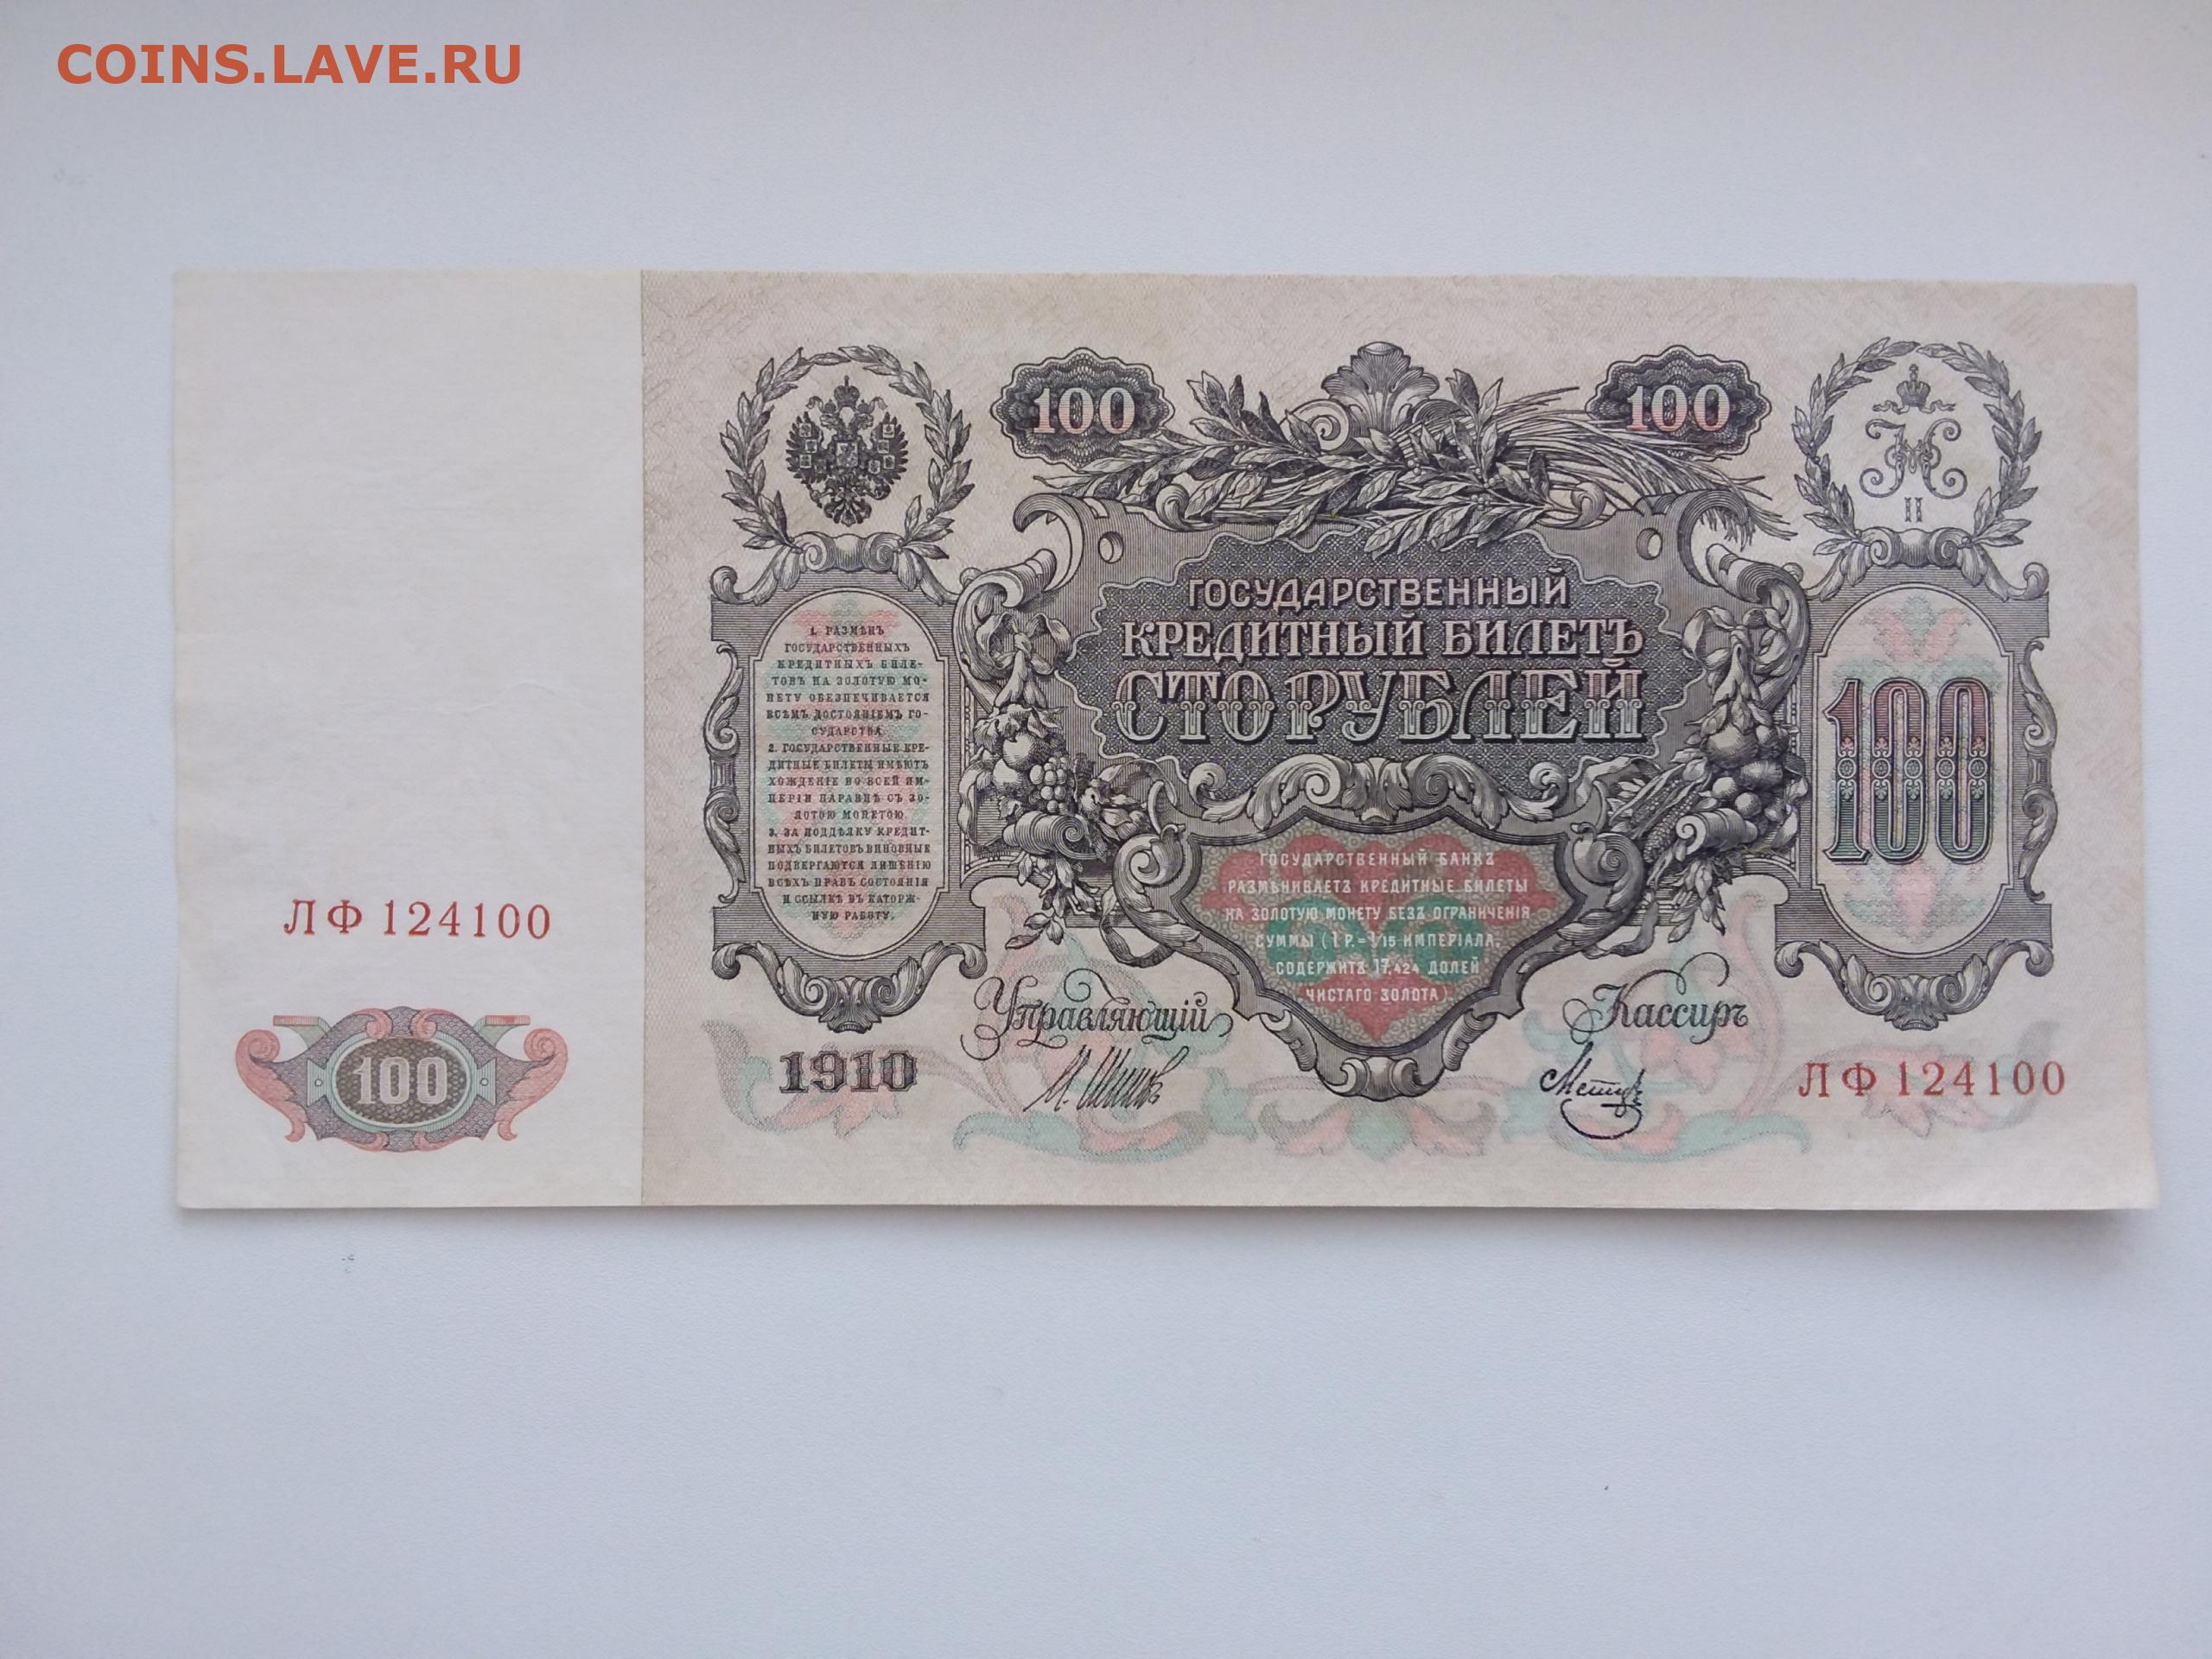 COINS.LAVE.RU
100 100
II
ГОСУДАРСТВЕННЫЙ
КРЕДИТНЫЙ БИЛЕТЪ
СТО РУБЛЕЙ
1. РАЗМѢНЪ
ГОСУДАРСТВЕННЫХЪ
КРЕДИТНЫХЪ БИЛЕ-
ТОВЪ НА ЗОЛОТУЮ МО-
НЕТУ ОБЕЗПЕЧИВАЕТСЯ
ВСѢМЪ ДОСТОЯНІЕМЪ ГО-
СУДАРСТВА.
2. ГОСУДАРСТВЕННЫЕ КРЕ-
ДИТНЫЕ БИЛЕТЫ ИМѢЮТЪ
ХОЖДЕНІЕ ВО ВСЕЙ ИМ-
ПЕРІИ НАРАВНѢ СЪ ЗО-
ЛОТОЮ МОНЕТОЮ.
3. ЗА ПОДДѢЛКУ КРЕДИТ-
НЫХЪ БИЛЕТОВЪ ВИНОВНЫЕ
ПОДВЕРГАЮТСЯ ЛИШЕНІЮ
ВСѢХЪ ПРАВЪ СОСТОЯНІЯ
И ССЫЛКѢ ВЪ КАТОРЖ-
НУЮ РАБОТУ.
100
ГОСУДАРСТВЕННЫЙ БАНКЪ
РАЗМѢНИВАЕТЪ КРЕДИТНЫЕ БИЛЕТЫ
НА ЗОЛОТУЮ МОНЕТУ БЕЗЪ ОГРАНИЧЕНІЯ
СУММЫ (1 Р.=1/15 ИМПЕРІАЛА,
СОДЕРЖИТЪ 17,424 ДОЛЕЙ
ЧИСТАГО ЗОЛОТА).
ЛФ 124100
100
Управляющій
Кассиръ
1910
ЛФ 124100